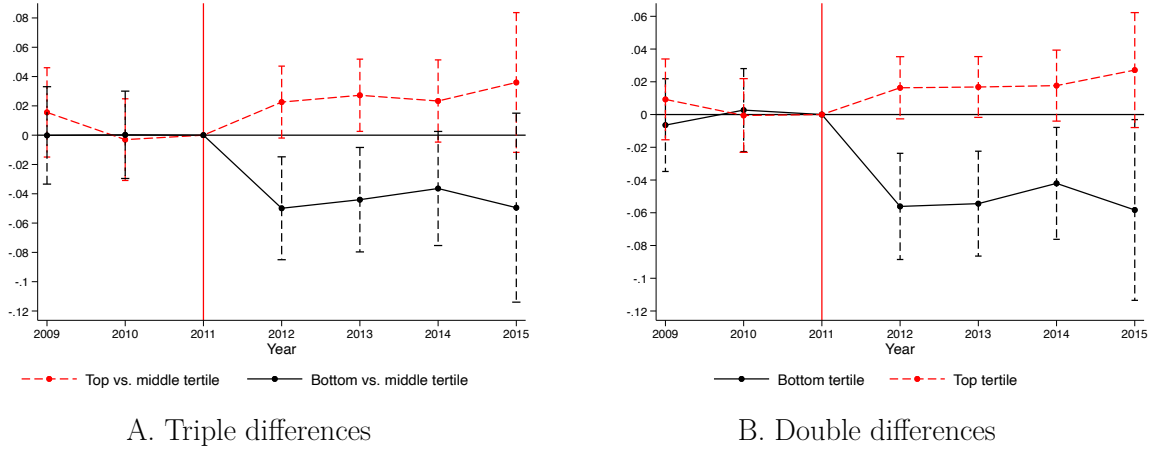 .08
.06
.04
.02
0
-.02
-.04
-.06
-.08
-.1
-.12
2009 2010 2011 2012 2013 2014 2015
Year
Top vs. middle tertile Bottom vs. middle tertile
A. Triple differences
.06
.04
.02
0
-.02
-.04
-.06
-.08
-.1
-.12
2009 2010 2011 2012 2013 2014 2015
Year
Bottom tertile Top tertile
B. Double differences